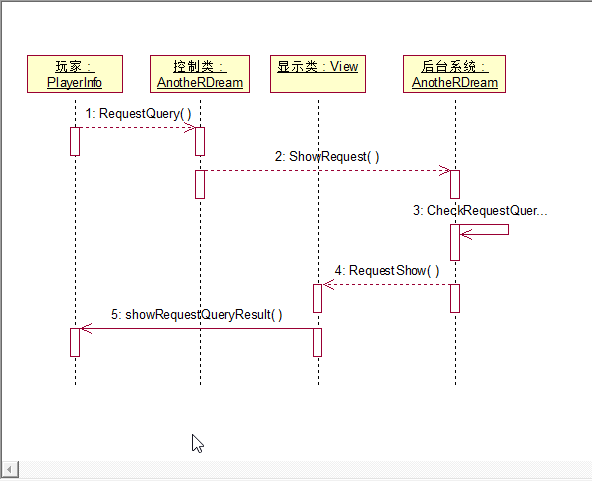 玩家：
PlayerInfo
控制类：
AnotheRDream
显示类：View
后台系统：
AnotheRDream
1: RequestQuery( )
2: ShowRequest( )
3: CheckRequestQuer...
4: RequestShow( )
5: showRequestQueryResult( )